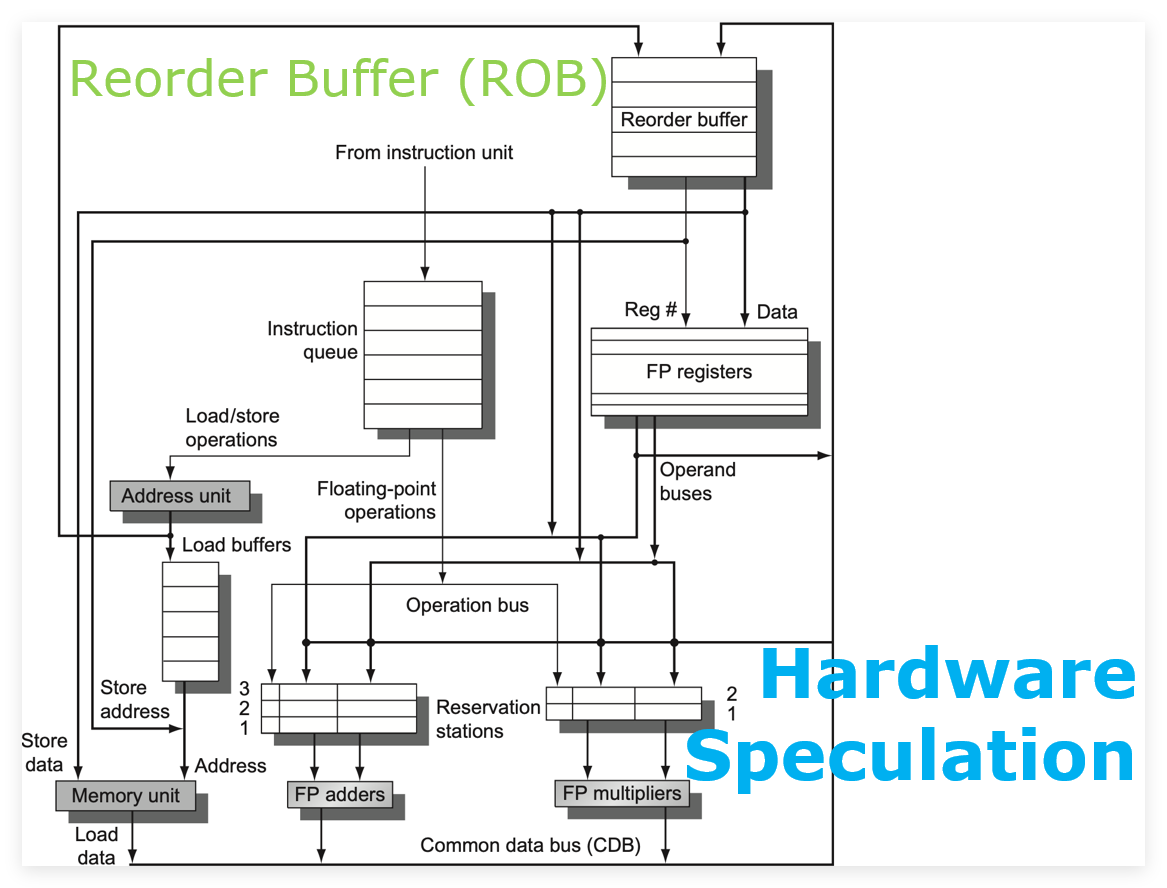 Reorder Buffer (ROB)
Reorder buffer
From instruction unit
Reg #
Data
Instruction
queue
FP registers
Load/store
operations
Operand
buses
Address unit
Floating-point
operations
Load buffers
Operation bus
Store
address
3
2
1
Reservation
stations
2
1
Hardware
Speculation
Store
data
Address
Memory unit
FP adders
FP multipliers
Load
data
Common data bus (CDB)